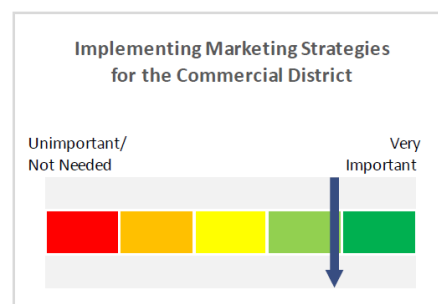 Implementing Marketing Strategies
for the Commercial District
Unimportant/
Not Needed
Very
Important